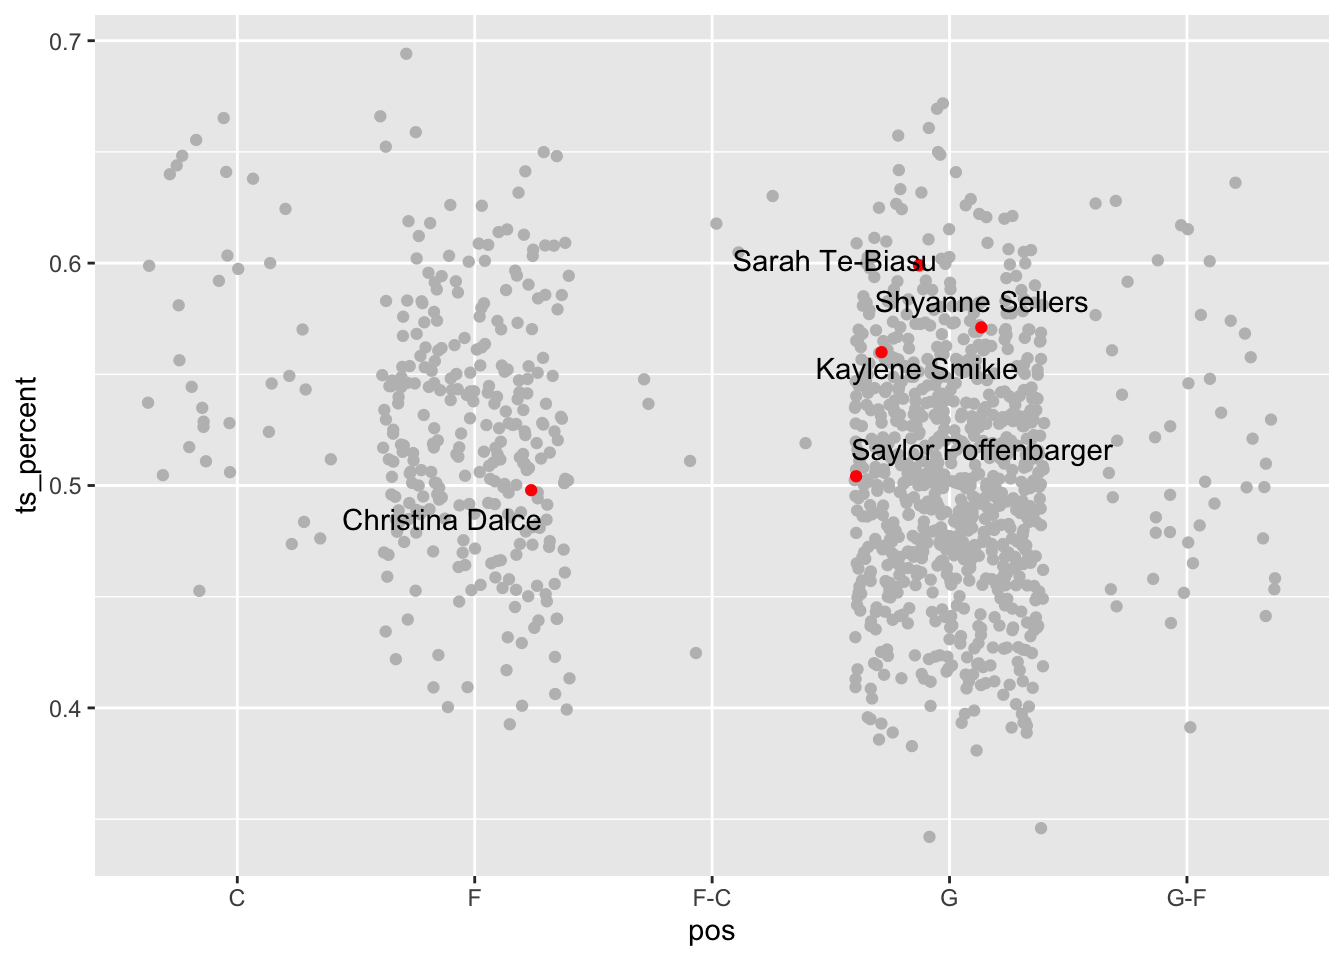 0.7
0.6
0.5
0.4
ts_percent
Sarah Te-Biasu
Shyanne Sellers
Kaylene Smikle
Saylor Poffenbarger
Christina Dalce
C
F
F-C
G
G-F
pos